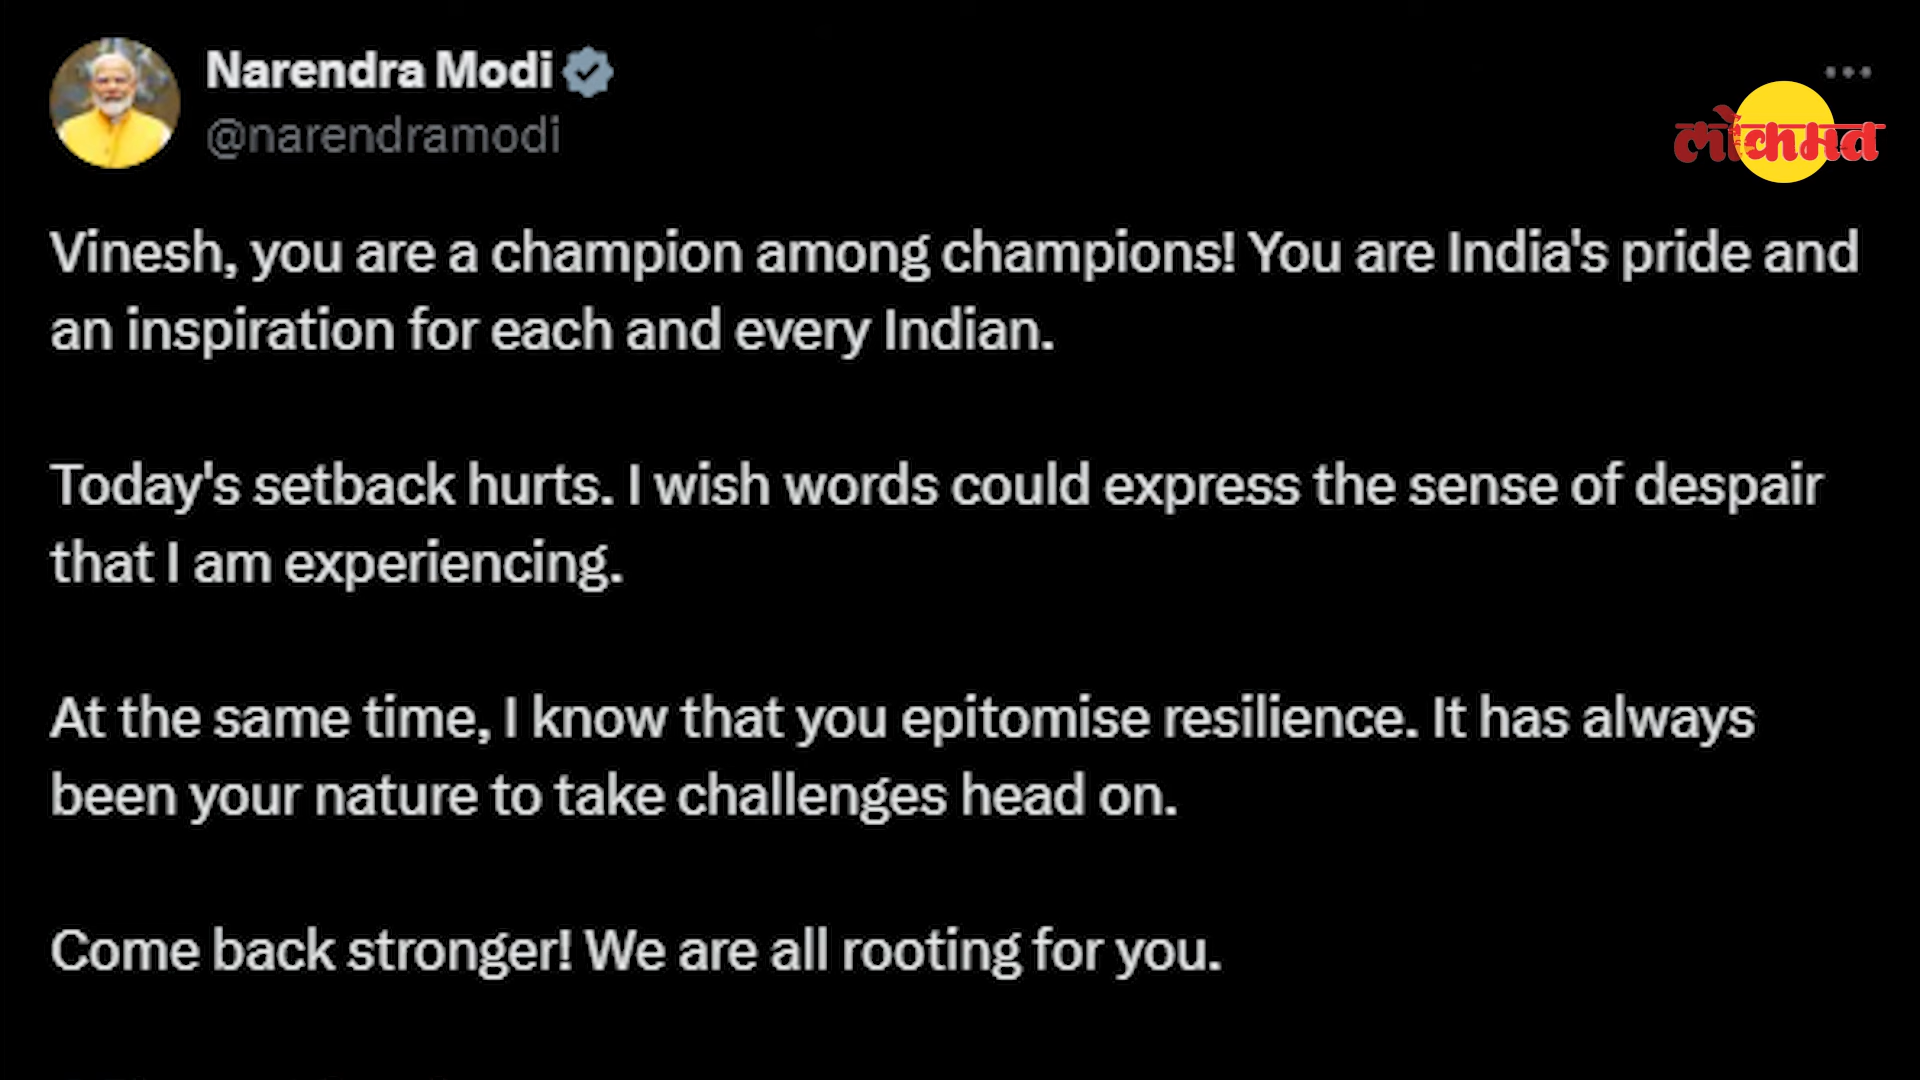 Narendra Modi
@narendramodi
लोकमत
Vinesh, you are a champion among champions! You are India's pride and
an inspiration for each and every Indian.
Today's setback hurts. I wish words could express the sense of despair
that I am experiencing.
At the same time, I know that you epitomise resilience. It has always
been your nature to take challenges head on.
Come back stronger! We are all rooting for you.